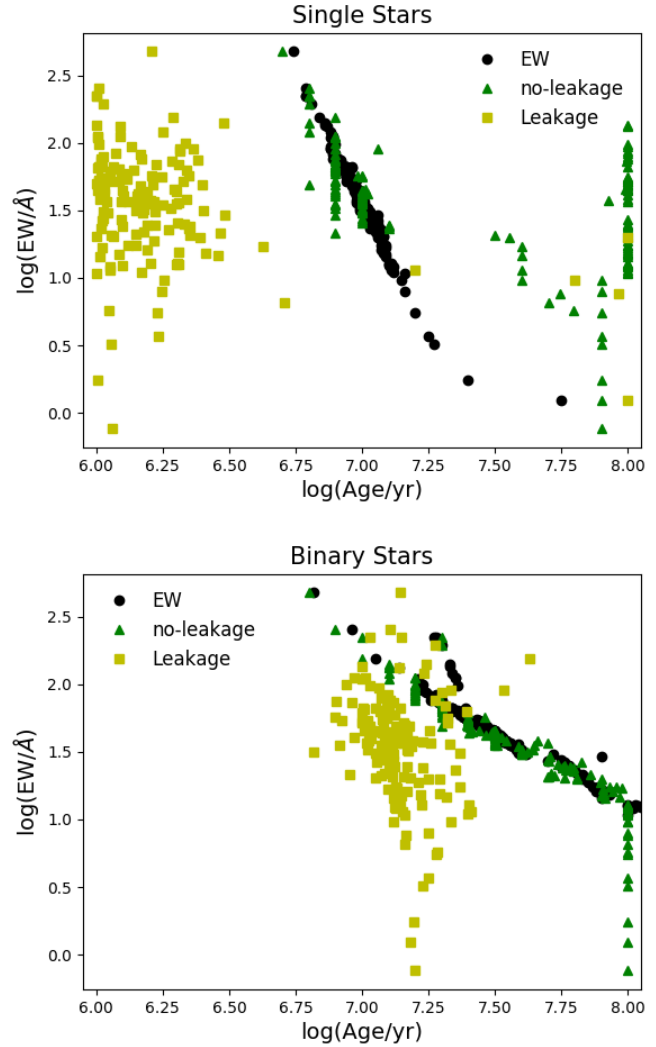 Single Stars
EW
no-leakage
Leakage
log(EW/Å)
2.5
2.0
1.5
1.0
0.5
0.0
6.00 6.25 6.50 6.75 7.00 7.25 7.50 7.75 8.00
log(Age/yr)
Binary Stars
EW
no-leakage
Leakage
log(EW/Å)
2.5
2.0
1.5
1.0
0.5
0.0
6.00 6.25 6.50 6.75 7.00 7.25 7.50 7.75 8.00
log(Age/yr)